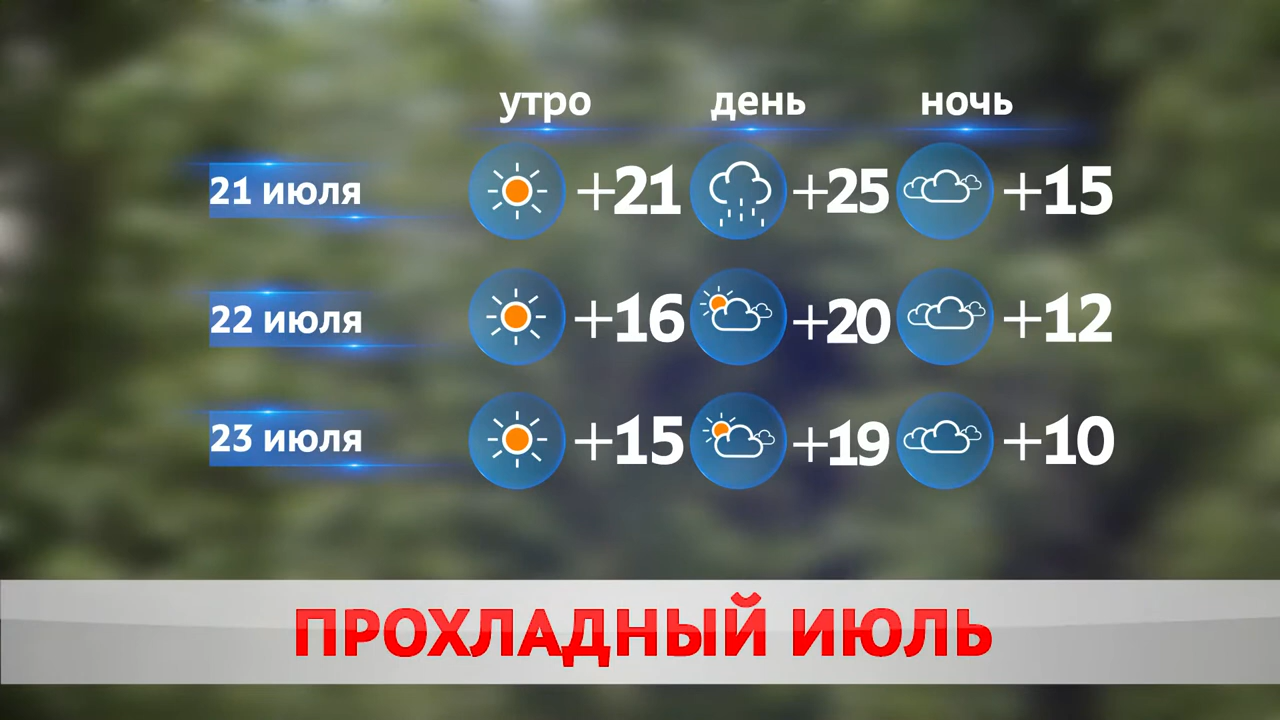 утро день ночь
21 июля +21 +25 +15
22 июля +16 +20 +12
23 июля +15 +19 +10
ПРОХЛАДНЫЙ ИЮЛЬ